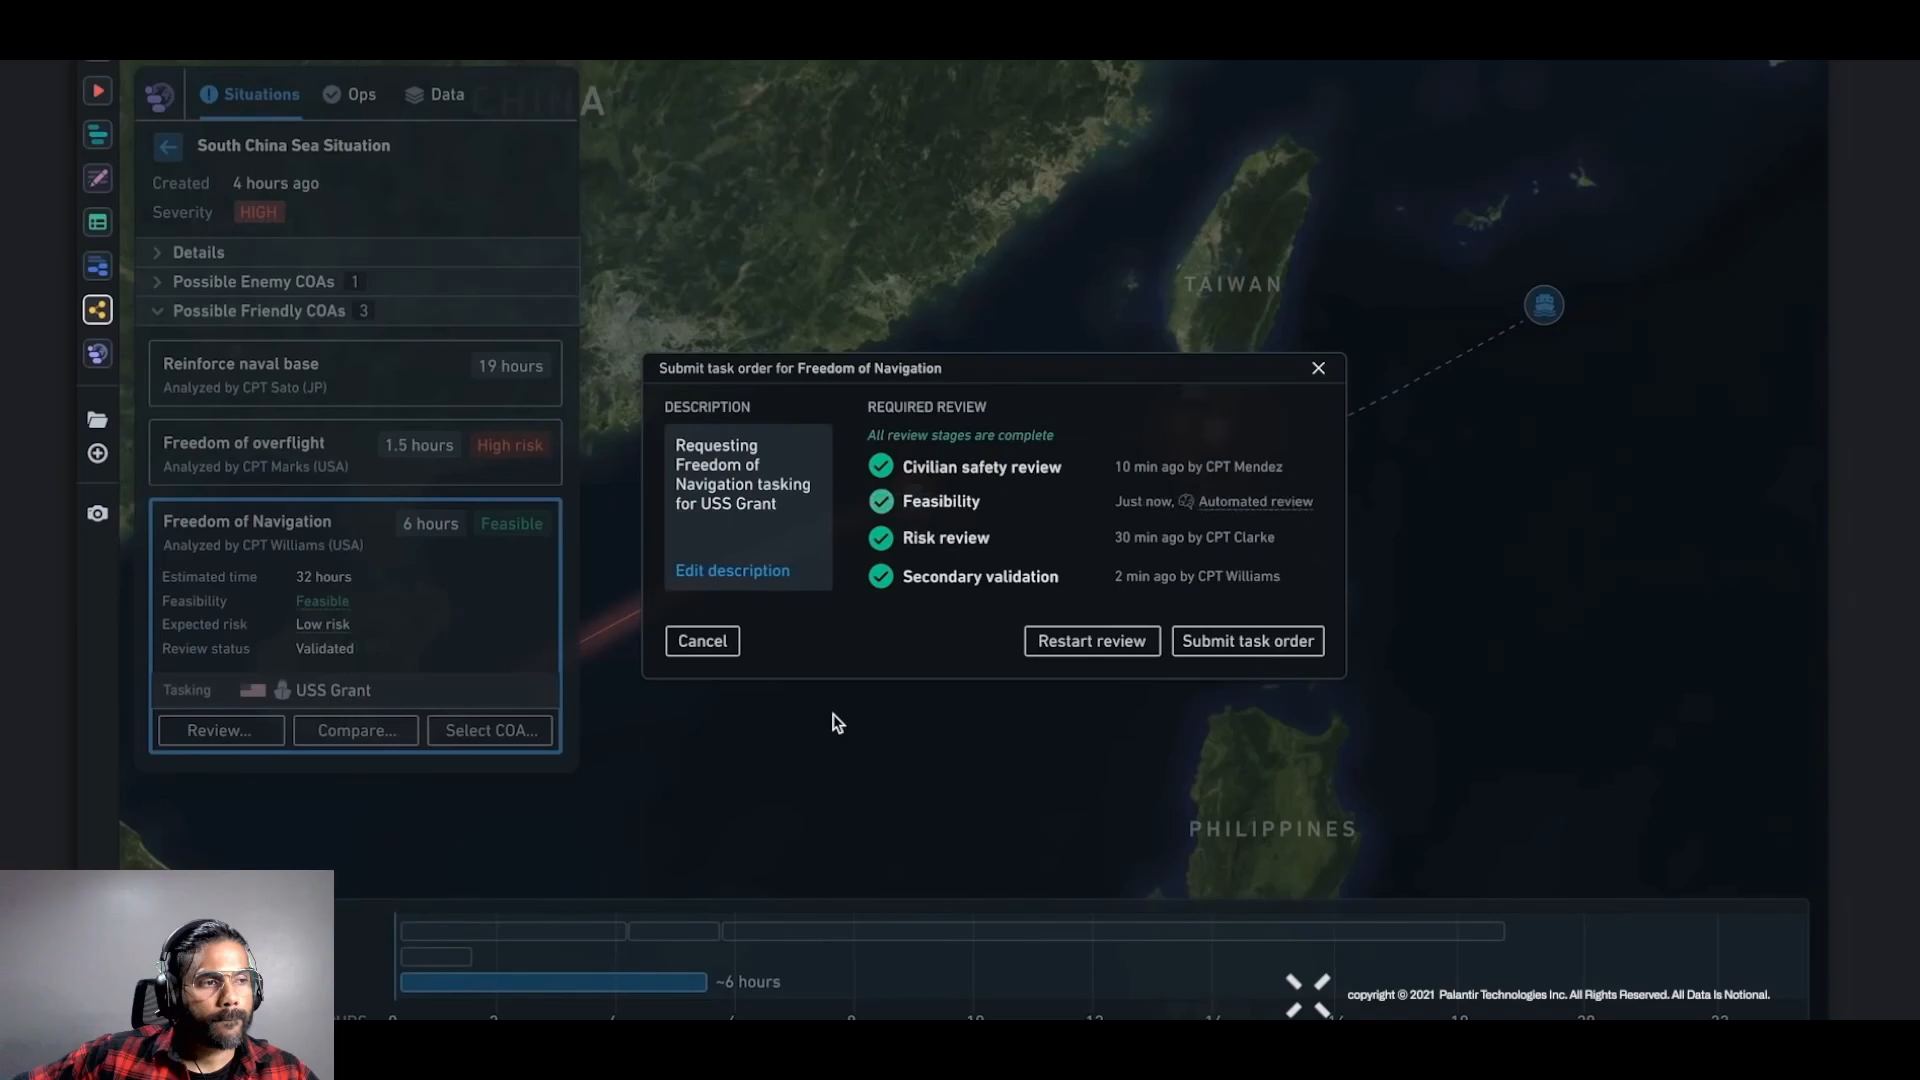 CHINA
Situations
Ops
Data
South China Sea Situation
Created 4 hours ago
Severity HIGH
Details
Possible Enemy COAs 1
Possible Friendly COAs 3
Reinforce naval base 19 hours
Analyzed by CPT Sato (JP)
Freedom of overflight 1.5 hours High risk
Analyzed by CPT Marks (USA)
Freedom of Navigation 6 hours Feasible
Analyzed by CPT Williams (USA)
Estimated time 32 hours
Feasibility Feasible
Expected risk Low risk
Review status Validated
Tasking USS Grant
Review... Compare... Select COA...
TAIWAN
Submit task order for Freedom of Navigation
DESCRIPTION
Requesting
Freedom of
Navigation tasking
for USS Grant
Edit description
REQUIRED REVIEW
All review stages are complete
Civilian safety review 10 min ago by CPT Mendez
Feasibility Just now, Automated review
Risk review 30 min ago by CPT Clarke
Secondary validation 2 min ago by CPT Williams
Cancel Restart review Submit task order
PHILIPPINES
~6 hours
copyright © 2021 Palantir Technologies Inc. All Rights Reserved. All Data Is Notional.